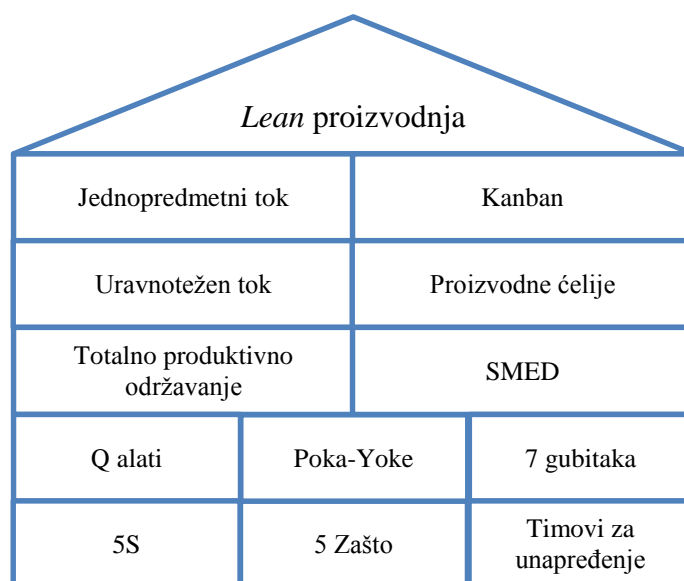 Lean proizvodnja
Jednopredmetni tok
Kanban
Uravnotežen tok
Proizvodne ćelije
Totalno produktivno
održavanje
SMED
Q alati
Poka-Yoke
7 gubitaka
5S
5 Zašto
Timovi za
unapređenje